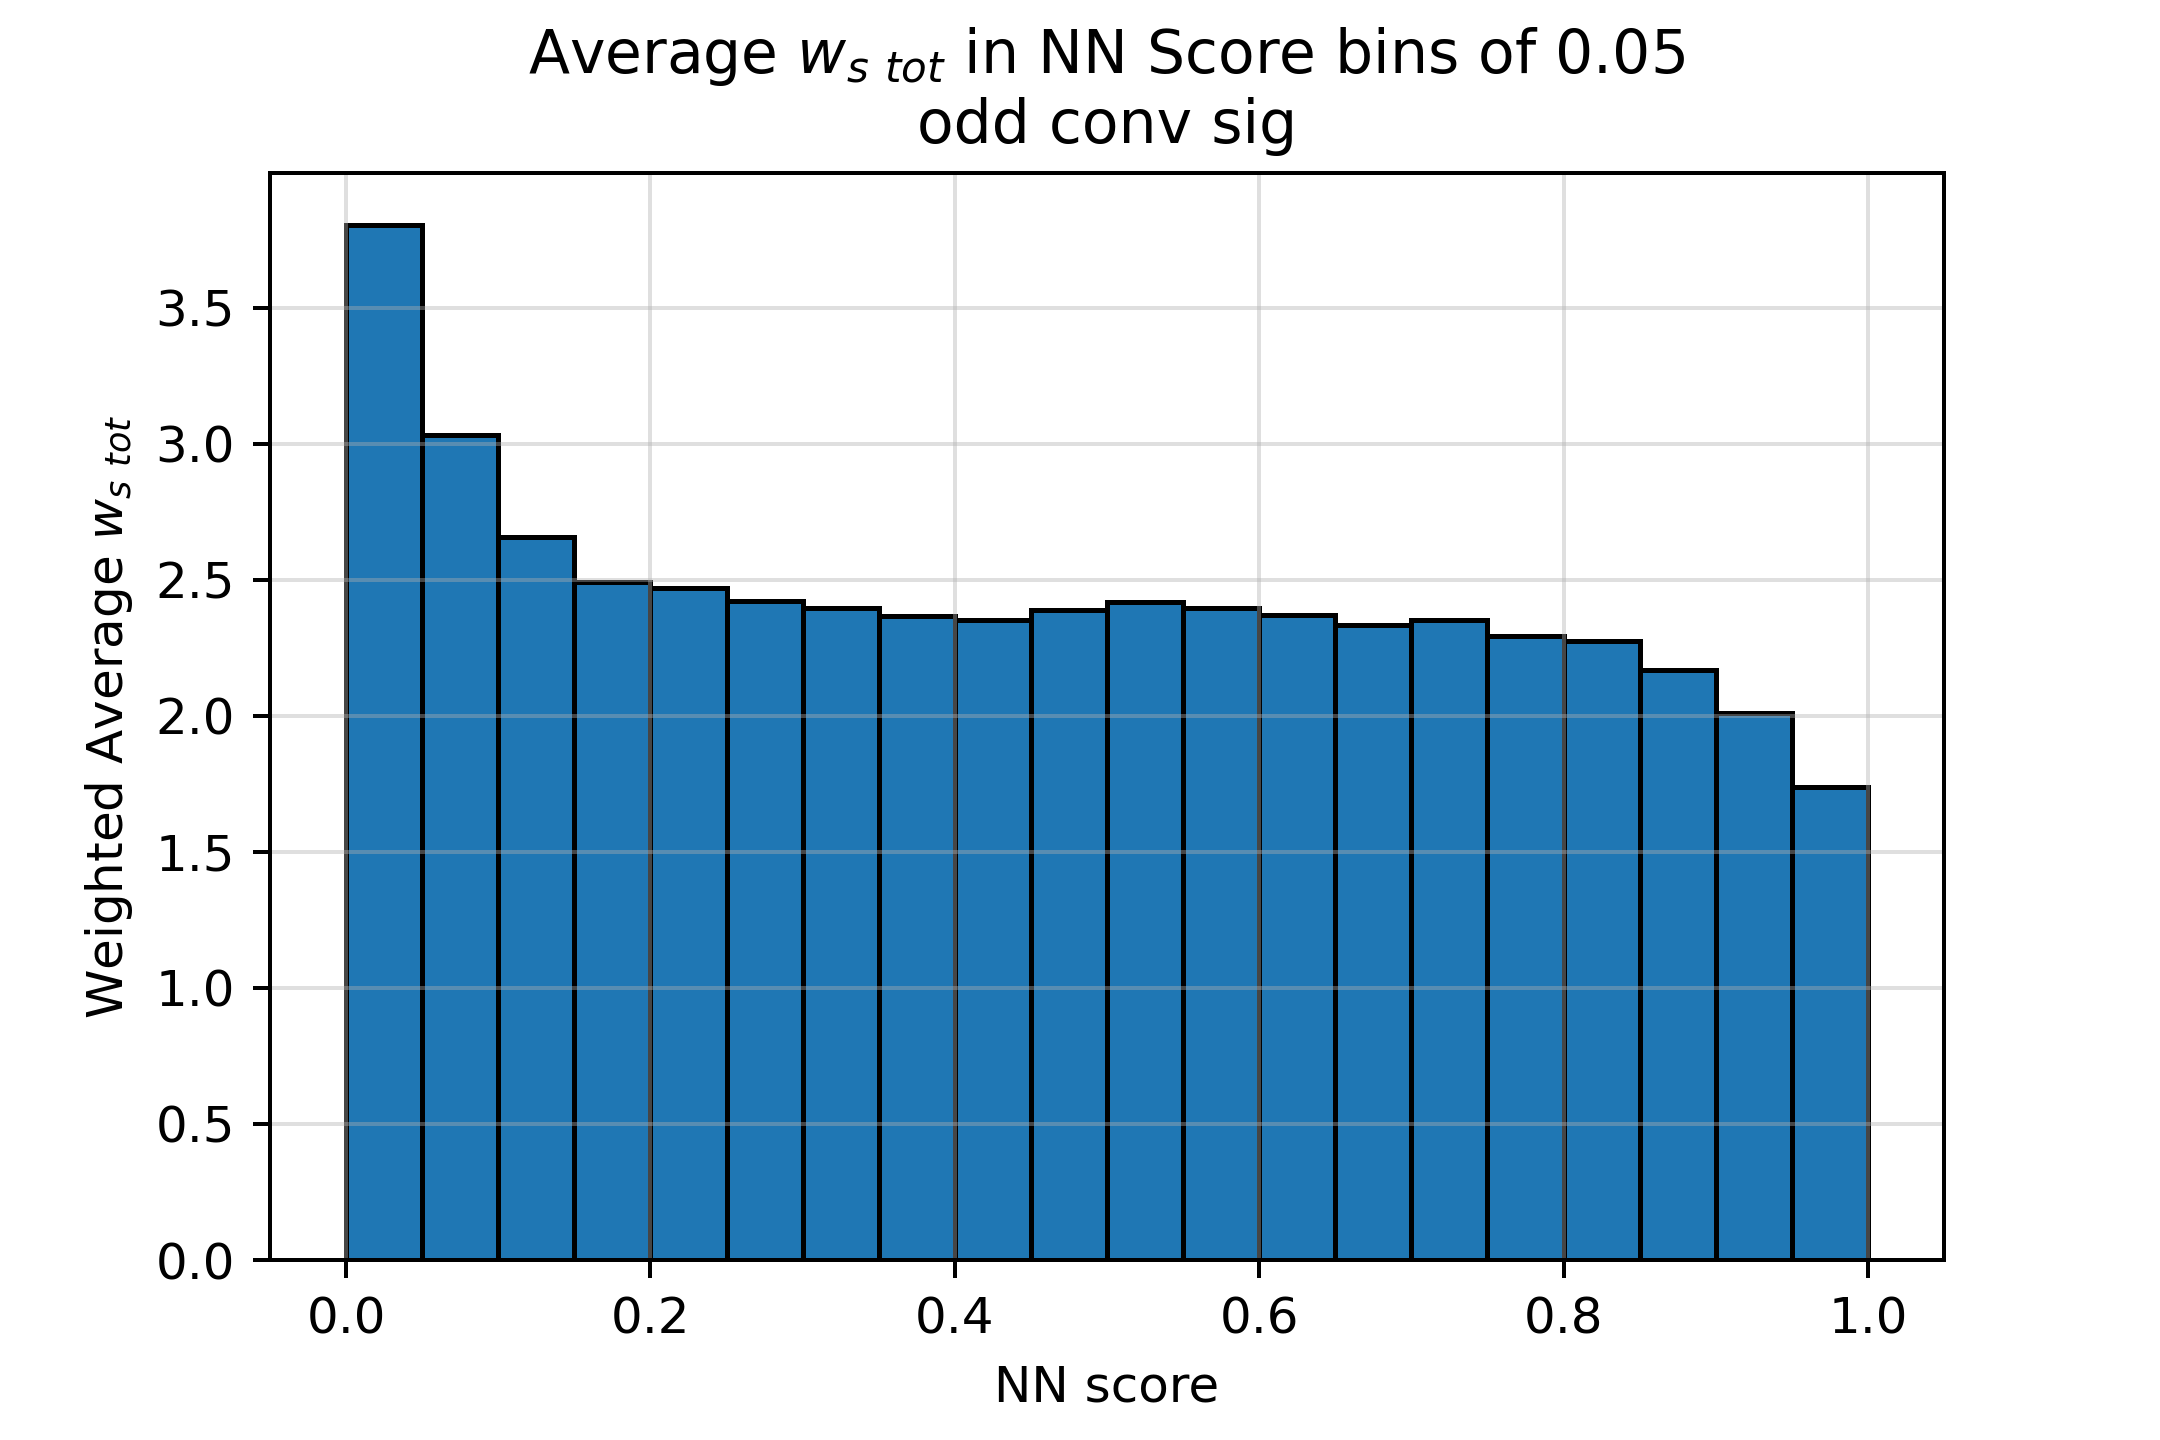 Average w_s tot in NN Score bins of 0.05
odd conv sig
Weighted Average w_s tot
3.5
3.0
2.5
2.0
1.5
1.0
0.5
0.0
0.0 0.2 0.4 0.6 0.8 1.0
NN score